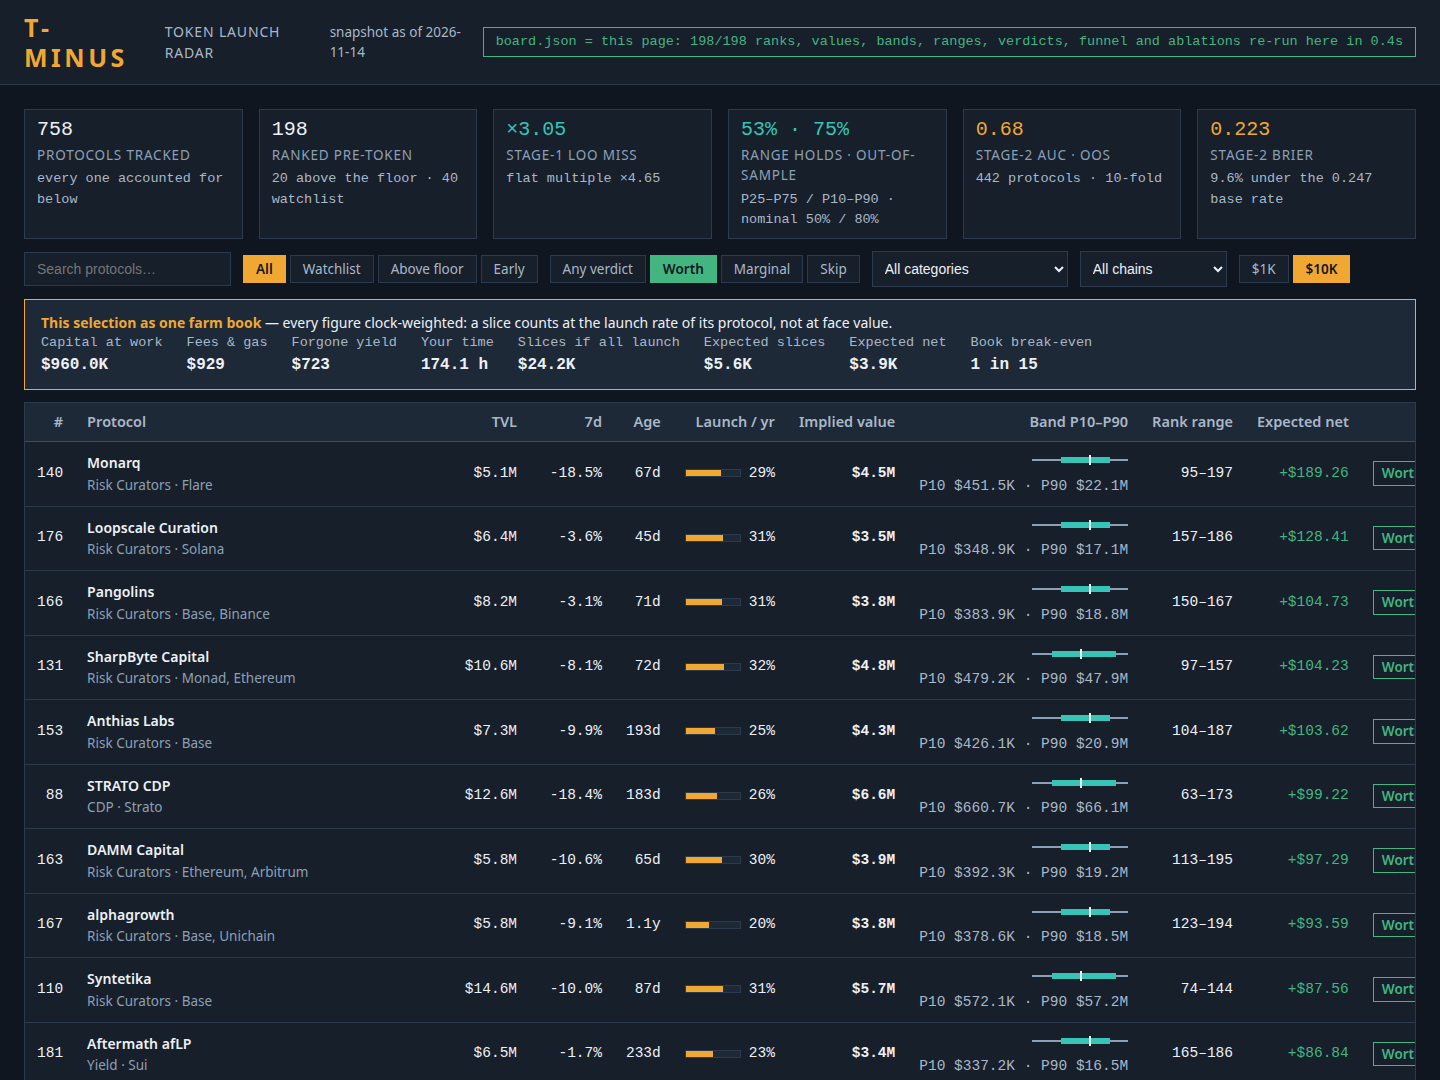 T-MINUS
TOKEN LAUNCH RADAR
snapshot as of 2026-11-14
board.json = this page: 198/198 ranks, values, bands, ranges, verdicts, funnel and ablations re-run here in 0.4s
758
PROTOCOLS TRACKED
every one accounted for below
198
RANKED PRE-TOKEN
20 above the floor · 40 watchlist
×3.05
STAGE-1 LOO MISS
flat multiple ×4.65
53% · 75%
RANGE HOLDS · OUT-OF-SAMPLE
P25–P75 / P10–P90 · nominal 50% / 80%
0.68
STAGE-2 AUC · OOS
442 protocols · 10-fold
0.223
STAGE-2 BRIER
9.6% under the 0.247 base rate
Search protocols… All Watchlist Above floor Early Any verdict Worth Marginal Skip All categories All chains $1K $10K
This selection as one farm book — every figure clock-weighted: a slice counts at the launch rate of its protocol, not at face value.
Capital at work Fees & gas Forgone yield Your time Slices if all launch Expected slices Expected net Book break-even
$960.0K $929 $723 174.1 h $24.2K $5.6K $3.9K 1 in 15
# Protocol TVL 7d Age Launch / yr Implied value Band P10–P90 Rank range Expected net
140 Monarq $5.1M -18.5% 67d 29% $4.5M 95–197 +$189.26 Wort
Risk Curators · Flare P10 $451.5K · P90 $22.1M
176 Loopscale Curation $6.4M -3.6% 45d 31% $3.5M 157–186 +$128.41 Wort
Risk Curators · Solana P10 $348.9K · P90 $17.1M
166 Pangolins $8.2M -3.1% 71d 31% $3.8M 150–167 +$104.73 Wort
Risk Curators · Base, Binance P10 $383.9K · P90 $18.8M
131 SharpByte Capital $10.6M -8.1% 72d 32% $4.8M 97–157 +$104.23 Wort
Risk Curators · Monad, Ethereum P10 $479.2K · P90 $47.9M
153 Anthias Labs $7.3M -9.9% 193d 25% $4.3M 104–187 +$103.62 Wort
Risk Curators · Base P10 $426.1K · P90 $20.9M
88 STRATO CDP $12.6M -18.4% 183d 26% $6.6M 63–173 +$99.22 Wort
CDP · Strato P10 $660.7K · P90 $66.1M
163 DAMM Capital $5.8M -10.6% 65d 30% $3.9M 113–195 +$97.29 Wort
Risk Curators · Ethereum, Arbitrum P10 $392.3K · P90 $19.2M
167 alphagrowth $5.8M -9.1% 1.1y 20% $3.8M 123–194 +$93.59 Wort
Risk Curators · Base, Unichain P10 $378.6K · P90 $18.5M
110 Syntetika $14.6M -10.0% 87d 31% $5.7M 74–144 +$87.56 Wort
Risk Curators · Base P10 $572.1K · P90 $57.2M
181 Aftermath afLP $6.5M -1.7% 233d 23% $3.4M 165–186 +$86.84 Wort
Yield · Sui P10 $337.2K · P90 $16.5M